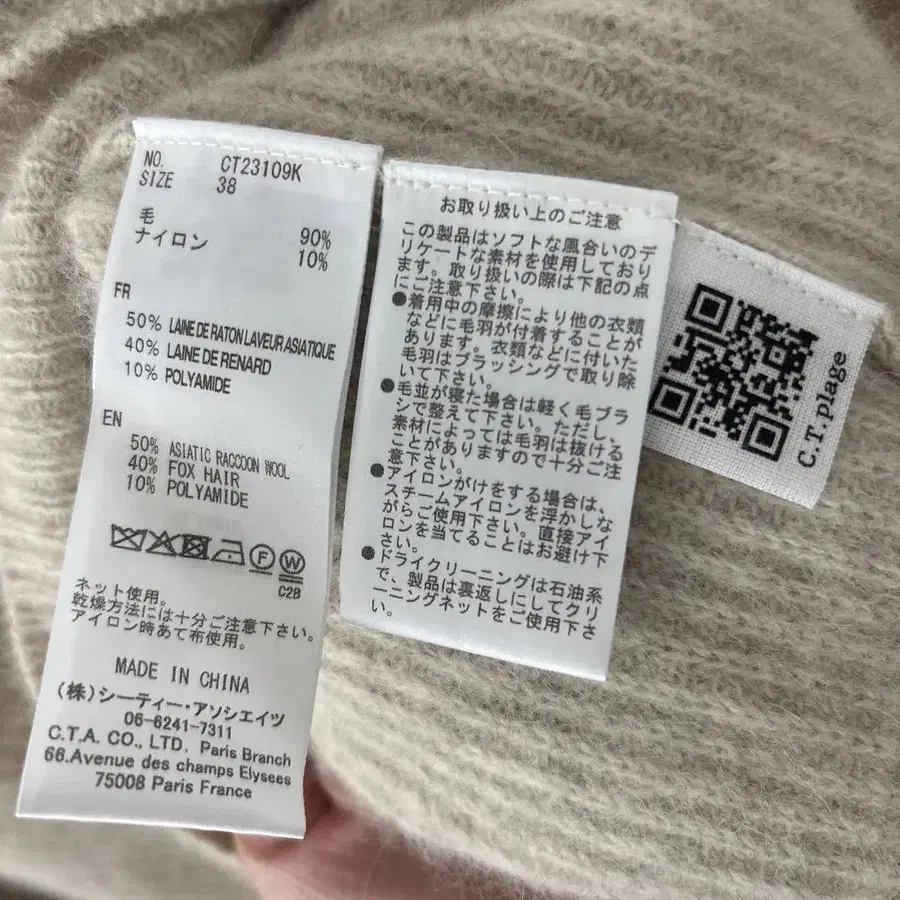 NO. CT23109K
SIZE 38
毛 90%
ナイロン 10%
FR
50% LAINE DE RATON LAVEUR ASIATIQUE
40% LAINE DE RENARD
10% POLYAMIDE
EN
50% ASIATIC RACCOON WOOL
40% FOX HAIR
10% POLYAMIDE
F
W
C2B
ネット使用。
乾燥方法には十分ご注意下さい。
アイロン時あて布使用。
MADE IN CHINA
(株)シーティー・アソシエイツ
06-6241-7311
C.T.A. CO., LTD. Paris Branch
66.Avenue des champs Elysees
75008 Paris France
お取り扱い上のご注意
この製品はソフトな風合いのデ
リケートな素材を使用しており
ます。取り扱いの際は下記の点
にご注意下さい。
●着用中の摩擦により他の衣類
などに毛羽が付着することが
あります。衣類などに付いた
毛羽はブラッシングで取り除
いて下さい。
●毛並が寝た場合は軽く毛ブラ
シで整えて下さい。ただし、
素材によっては毛羽は抜ける
ことがありますので十分ご注
意下さい。
●アイロンがけをする場合は、
スチームアイロンを浮かしな
がらご使用下さい。直接アイ
ロンを当てることはお避け下
さい。
●ドライクリーニングは石油系
で、製品は裏返しにしてクリ
ーニングネットをご使用下さ
い。
C.T.plage